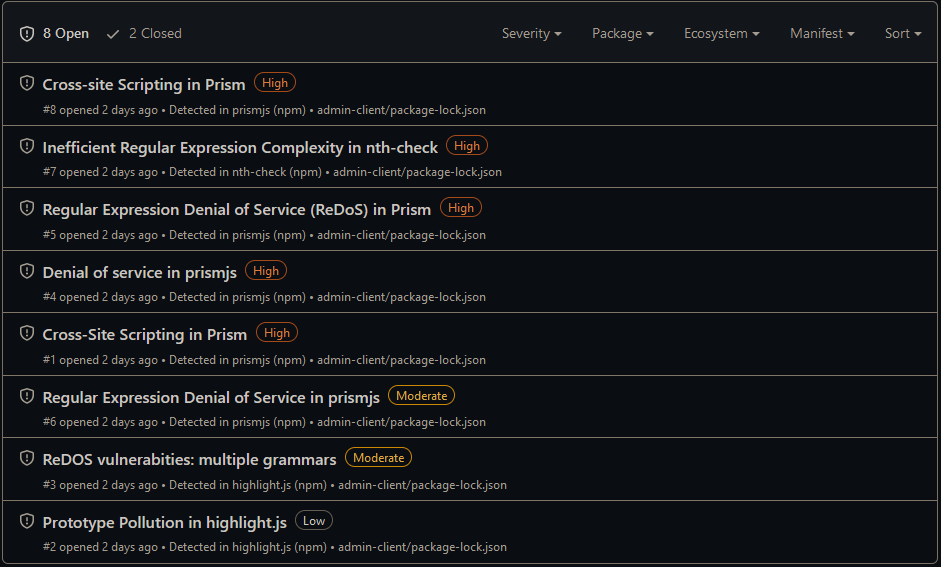 8 Open 2 Closed Severity Package Ecosystem Manifest Sort
Cross-site Scripting in Prism High
#8 opened 2 days ago • Detected in prismjs (npm) • admin-client/package-lock.json
Inefficient Regular Expression Complexity in nth-check High
#7 opened 2 days ago • Detected in nth-check (npm) • admin-client/package-lock.json
Regular Expression Denial of Service (ReDoS) in Prism High
#5 opened 2 days ago • Detected in prismjs (npm) • admin-client/package-lock.json
Denial of service in prismjs High
#4 opened 2 days ago • Detected in prismjs (npm) • admin-client/package-lock.json
Cross-Site Scripting in Prism High
#1 opened 2 days ago • Detected in prismjs (npm) • admin-client/package-lock.json
Regular Expression Denial of Service in prismjs Moderate
#6 opened 2 days ago • Detected in prismjs (npm) • admin-client/package-lock.json
ReDOS vulnerabities: multiple grammars Moderate
#3 opened 2 days ago • Detected in highlight.js (npm) • admin-client/package-lock.json
Prototype Pollution in highlight.js Low
#2 opened 2 days ago • Detected in highlight.js (npm) • admin-client/package-lock.json